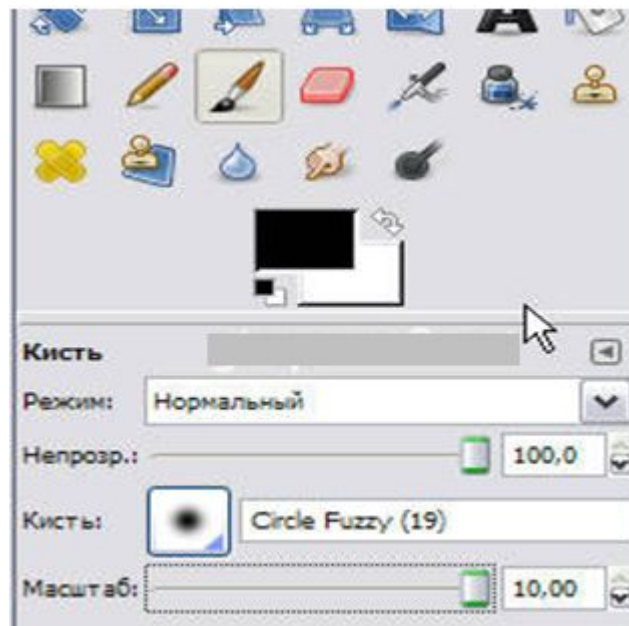 Кисть
Режим: Нормальный
Непрозр.: 100,0
Кисть: Circle Fuzzy (19)
Масштаб: 10,00